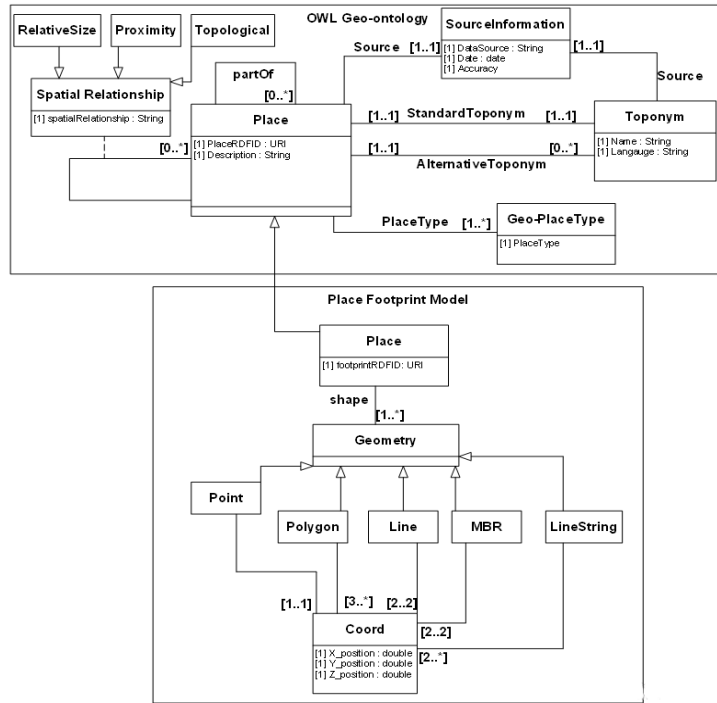 OWL Geo-ontology
RelativeSize
Proximity
Topological
SourceInformation
[1] DataSource : String
[1] Date : date
[1] Accuracy
Source
[1..1]
[1..1]
Source
partOf
[0..*]
Spatial Relationship
[1] spatialRelationship : String
Place
[1] PlaceRDFID : URI
[1] Description : String
[0..*]
[1..1]
StandardToponym
[1..1]
[1..1]
[0..*]
AlternativeToponym
Toponym
[1] Name : String
[1] Langauge : String
PlaceType
[1..*]
Geo-PlaceType
[1] PlaceType
Place Footprint Model
Place
[1] footprintRDFID: URI
shape
[1..*]
Geometry
Point
Polygon
Line
MBR
LineString
[1..1]
[3..*]
[2..2]
[2..2]
[2..*]
Coord
[1] X_position : double
[1] Y_position : double
[1] Z_position : double